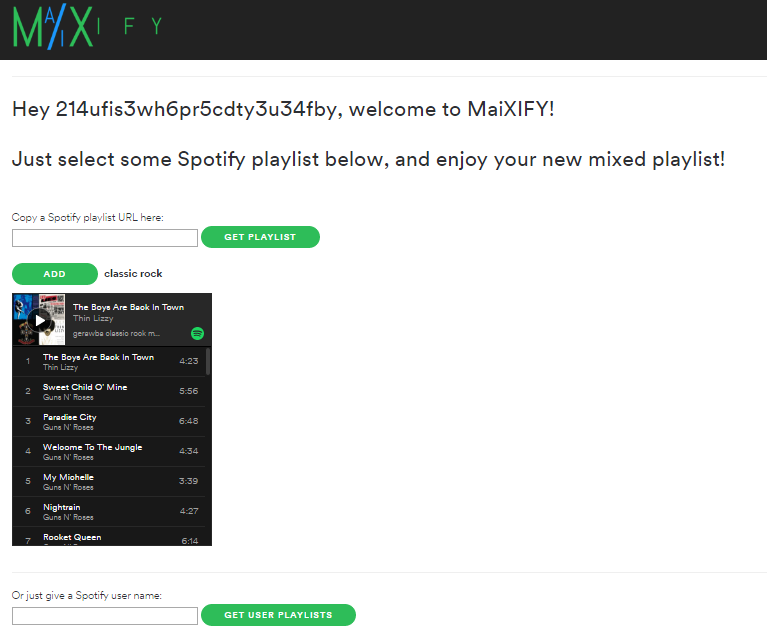 MAIXIFY
Hey 214ufis3wh6pr5cdty3u34fby, welcome to MaiXIFY!
Just select some Spotify playlist below, and enjoy your new mixed playlist!
Copy a Spotify playlist URL here:
GET PLAYLIST
ADD classic rock
The Boys Are Back In Town
Thin Lizzy
gerawba classic rock m...
1 The Boys Are Back In Town 4:23
Thin Lizzy
2 Sweet Child O' Mine 5:56
Guns N' Roses
3 Paradise City 6:48
Guns N' Roses
4 Welcome To The Jungle 4:34
Guns N' Roses
5 My Michelle 3:39
Guns N' Roses
6 Nightrain 4:27
Guns N' Roses
7 Rocket Queen 6:14
Or just give a Spotify user name:
GET USER PLAYLISTS